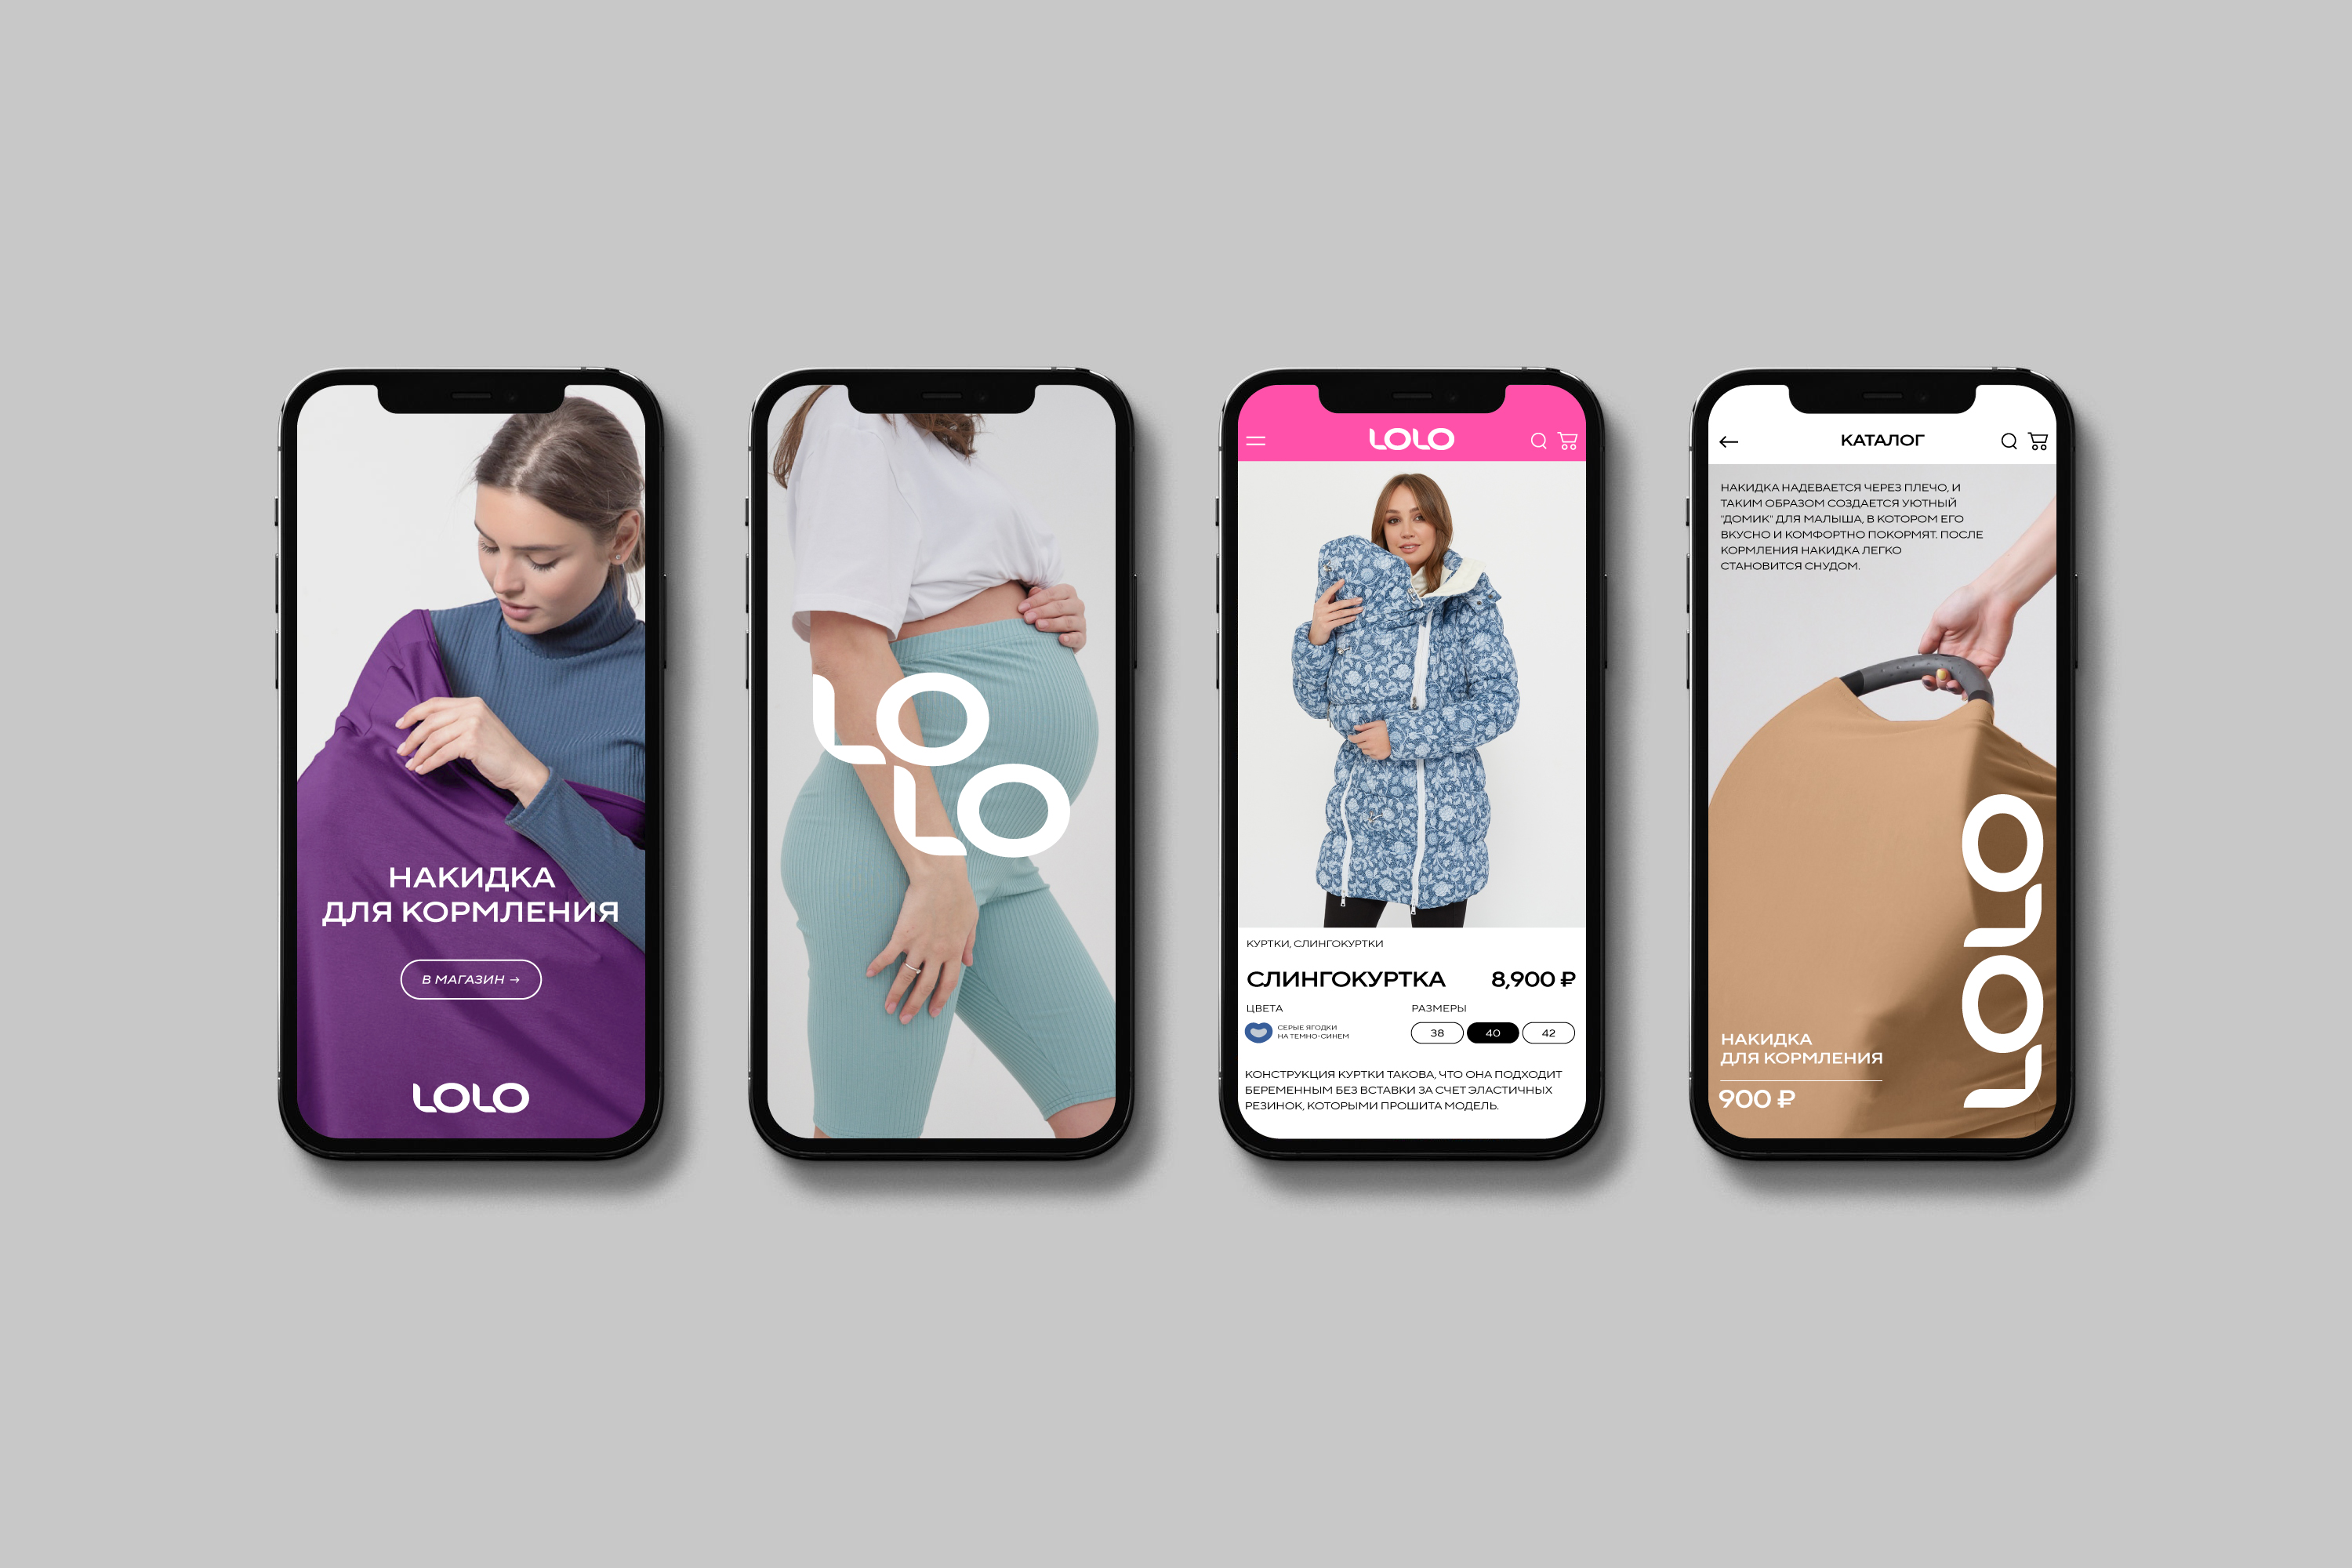 НАКИДКА
ДЛЯ КОРМЛЕНИЯ
В МАГАЗИН →
LOLO
LO
LO
LOLO
КУРТКИ, СЛИНГОКУРТКИ
СЛИНГОКУРТКА 8,900 ₽
ЦВЕТА РАЗМЕРЫ
СЕРЫЕ ЯГОДКИ
НА ТЕМНО-СИНЕМ
38 40 42
КОНСТРУКЦИЯ КУРТКИ ТАКОВА, ЧТО ОНА ПОДХОДИТ
БЕРЕМЕННЫМ БЕЗ ВСТАВКИ ЗА СЧЕТ ЭЛАСТИЧНЫХ
РЕЗИНОК, КОТОРЫМИ ПРОШИТА МОДЕЛЬ.
КАТАЛОГ
НАКИДКА НАДЕВАЕТСЯ ЧЕРЕЗ ПЛЕЧО, И
ТАКИМ ОБРАЗОМ СОЗДАЕТСЯ УЮТНЫЙ
"ДОМИК" ДЛЯ МАЛЫША, В КОТОРОМ ЕГО
ВКУСНО И КОМФОРТНО ПОКОРМЯТ. ПОСЛЕ
КОРМЛЕНИЯ НАКИДКА ЛЕГКО
СТАНОВИТСЯ СНУДОМ.
LOLO
НАКИДКА
ДЛЯ КОРМЛЕНИЯ
900 ₽